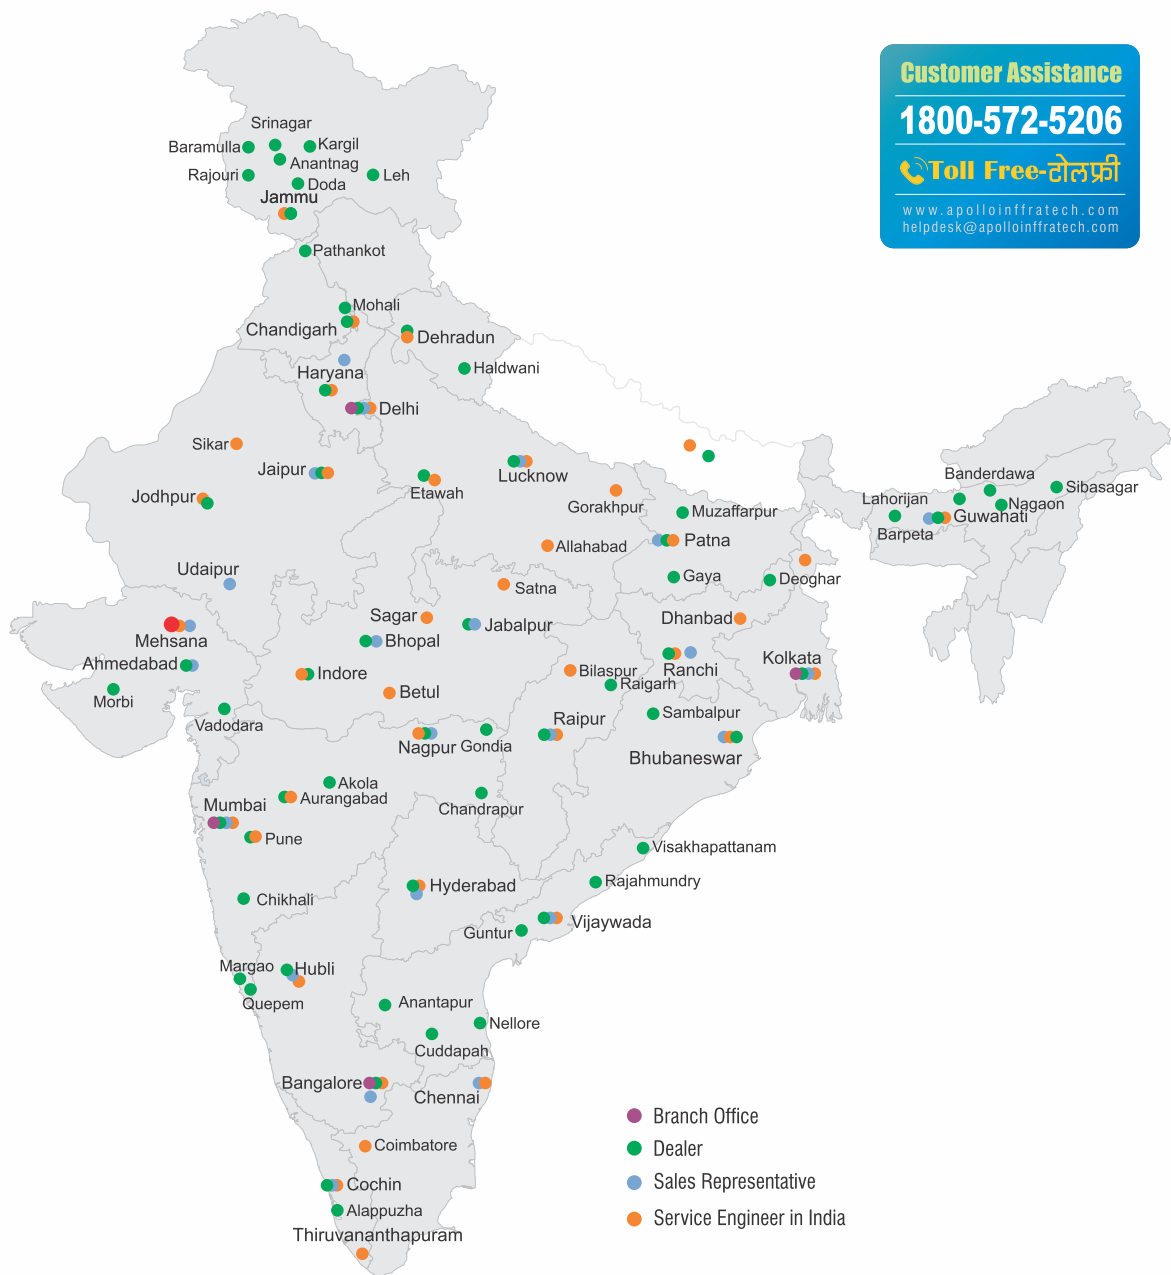 Customer Assistance
1800-572-5206
Toll Free-टोलफ्री
www.apolloinffratech.com
helpdesk@apolloinffratech.com
Srinagar
Baramulla
Kargil
Anantnag
Rajouri
Leh
Doda
Jammu
Pathankot
Mohali
Chandigarh
Dehradun
Haldwani
Haryana
Delhi
Sikar
Jaipur
Lucknow
Etawah
Jodhpur
Gorakhpur
Muzaffarpur
Banderdawa
Sibasagar
Lahorijan
Nagaon
Guwahati
Barpeta
Patna
Allahabad
Udaipur
Gaya
Deoghar
Satna
Sagar
Jabalpur
Dhanbad
Mehsana
Bhopal
Ahmedabad
Kolkata
Indore
Bilaspur
Ranchi
Raigarh
Betul
Morbi
Vadodara
Sambalpur
Raipur
Nagpur
Gondia
Bhubaneswar
Akola
Aurangabad
Mumbai
Chandrapur
Pune
Visakhapattanam
Hyderabad
Rajahmundry
Chikhali
Vijaywada
Guntur
Margao
Hubli
Quepem
Anantapur
Nellore
Cuddapah
Bangalore
Chennai
Coimbatore
Cochin
Alappuzha
Thiruvananthapuram
Branch Office
Dealer
Sales Representative
Service Engineer in India